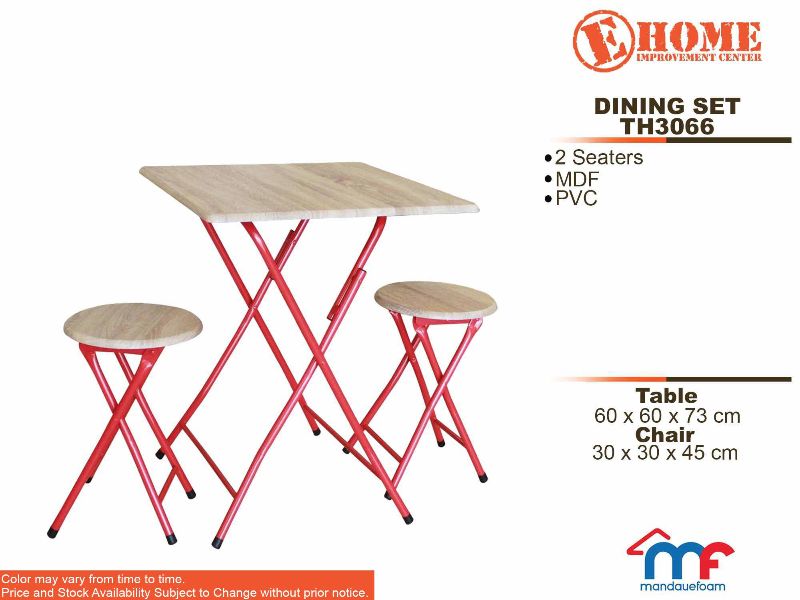 E HOME
IMPROVEMENT CENTER
DINING SET
TH3066
•2 Seaters
•MDF
•PVC
Table
60 x 60 x 73 cm
Chair
30 x 30 x 45 cm
mf
mandauefoam
Color may vary from time to time.
Price and Stock Availability Subject to Change without prior notice.